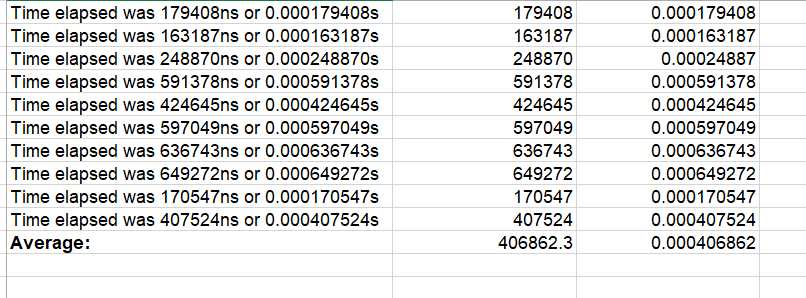 Time elapsed was 179408ns or 0.000179408s 179408 0.000179408
Time elapsed was 163187ns or 0.000163187s 163187 0.000163187
Time elapsed was 248870ns or 0.000248870s 248870 0.00024887
Time elapsed was 591378ns or 0.000591378s 591378 0.000591378
Time elapsed was 424645ns or 0.000424645s 424645 0.000424645
Time elapsed was 597049ns or 0.000597049s 597049 0.000597049
Time elapsed was 636743ns or 0.000636743s 636743 0.000636743
Time elapsed was 649272ns or 0.000649272s 649272 0.000649272
Time elapsed was 170547ns or 0.000170547s 170547 0.000170547
Time elapsed was 407524ns or 0.000407524s 407524 0.000407524
Average: 406862.3 0.000406862